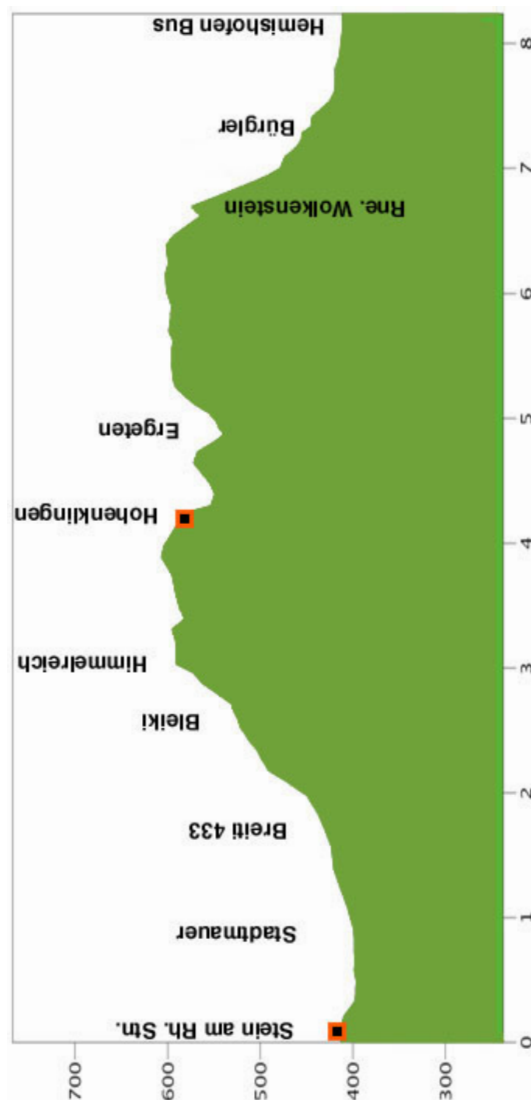 Hemishofen Bus
Bürgler
Rne. Wolkenstein
Ergeten
Hohenklingen
Himmelreich
Bleiki
Breiti 433
Stadtmauer
Stein am Rh. Stn.
0
1
2
3
4
5
6
7
8
700
600
500
400
300